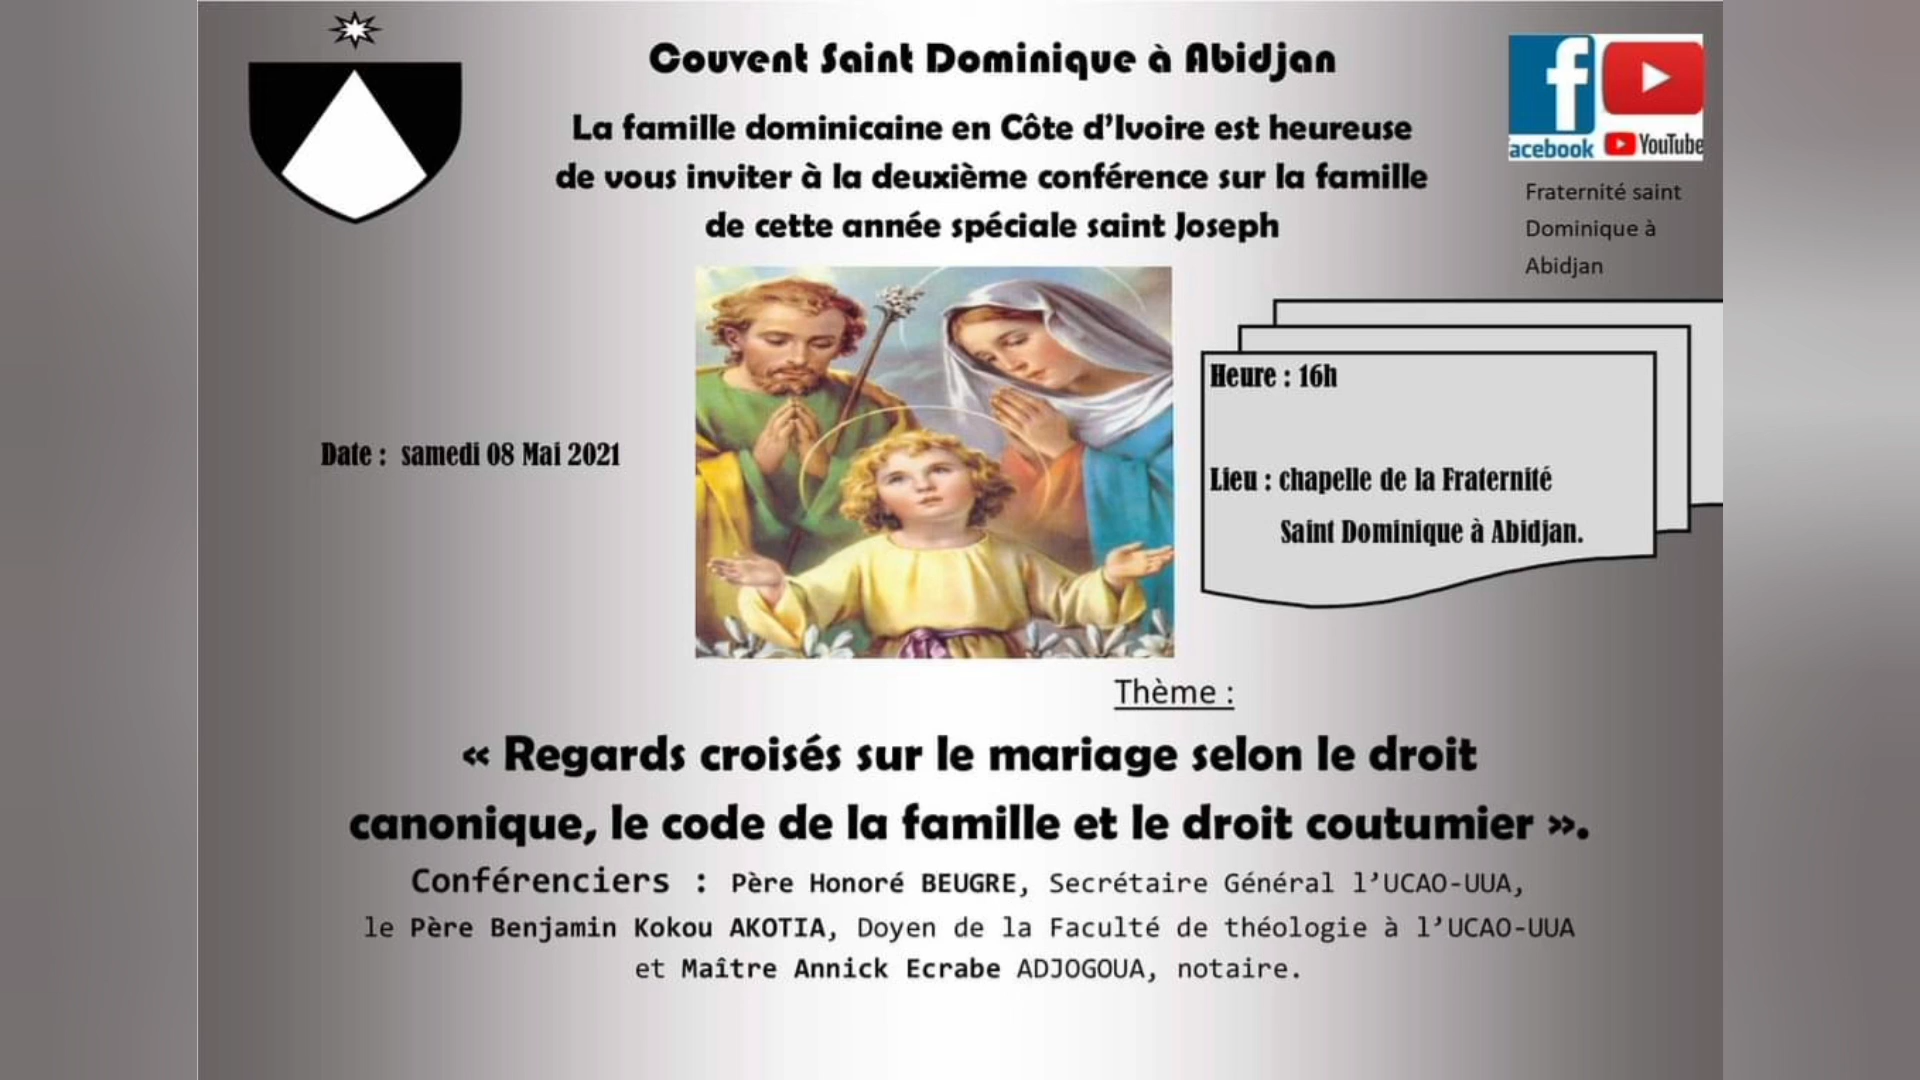 Couvent Saint Dominique à Abidjan
La famille dominicaine en Côte d’Ivoire est heureuse
de vous inviter à la deuxième conférence sur la famille
de cette année spéciale saint Joseph
f
acebook
YouTube
Fraternité saint
Dominique à
Abidjan
Date : samedi 08 Mai 2021
Heure : 16h
Lieu : chapelle de la Fraternité
Saint Dominique à Abidjan.
Thème :
« Regards croisés sur le mariage selon le droit
canonique, le code de la famille et le droit coutumier ».
Conférenciers : Père Honoré BEUGRE, Secrétaire Général l’UCAO-UUA,
le Père Benjamin Kokou AKOTIA, Doyen de la Faculté de théologie à l’UCAO-UUA
et Maître Annick Ecrabe ADJOGOUA, notaire.